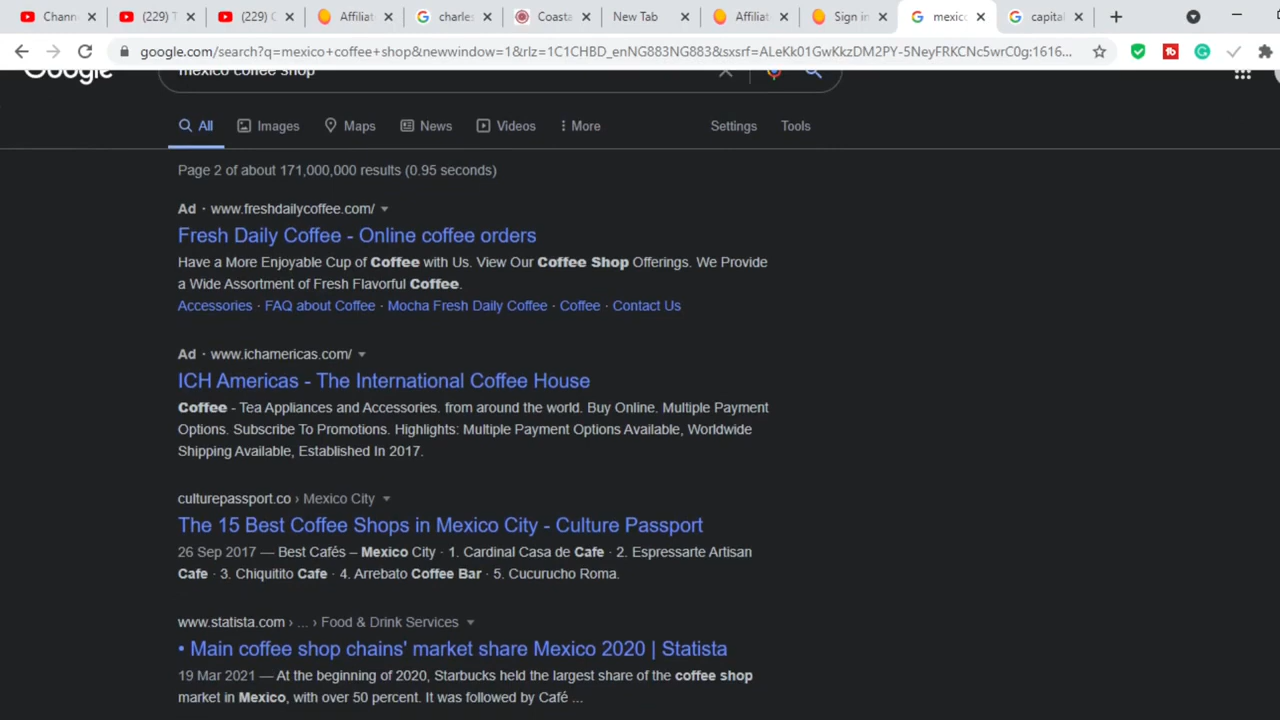 Chann (229) T (229) C Affiliat charles Coasta New Tab Affiliat Sign in mexico capital
google.com/search?q=mexico+coffee+shop&newwindow=1&rlz=1C1CHBD_enNG883NG883&sxsrf=ALeKk01GwKkzDM2PY-5NeyFRKCNc5wrC0g:1616...
Google mexico coffee shop
All Images Maps News Videos More Settings Tools
Page 2 of about 171,000,000 results (0.95 seconds)
Ad · www.freshdailycoffee.com/
Fresh Daily Coffee - Online coffee orders
Have a More Enjoyable Cup of Coffee with Us. View Our Coffee Shop Offerings. We Provide
a Wide Assortment of Fresh Flavorful Coffee.
Accessories · FAQ about Coffee · Mocha Fresh Daily Coffee · Coffee · Contact Us
Ad · www.ichamericas.com/
ICH Americas - The International Coffee House
Coffee - Tea Appliances and Accessories. from around the world. Buy Online. Multiple Payment
Options. Subscribe To Promotions. Highlights: Multiple Payment Options Available, Worldwide
Shipping Available, Established In 2017.
culturepassport.co › Mexico City
The 15 Best Coffee Shops in Mexico City - Culture Passport
26 Sep 2017 — Best Cafés – Mexico City · 1. Cardinal Casa de Cafe · 2. Espressarte Artisan
Cafe · 3. Chiquitito Cafe · 4. Arrebato Coffee Bar · 5. Cucurucho Roma.
www.statista.com › ... › Food & Drink Services
• Main coffee shop chains' market share Mexico 2020 | Statista
19 Mar 2021 — At the beginning of 2020, Starbucks held the largest share of the coffee shop
market in Mexico, with over 50 percent. It was followed by Café ...